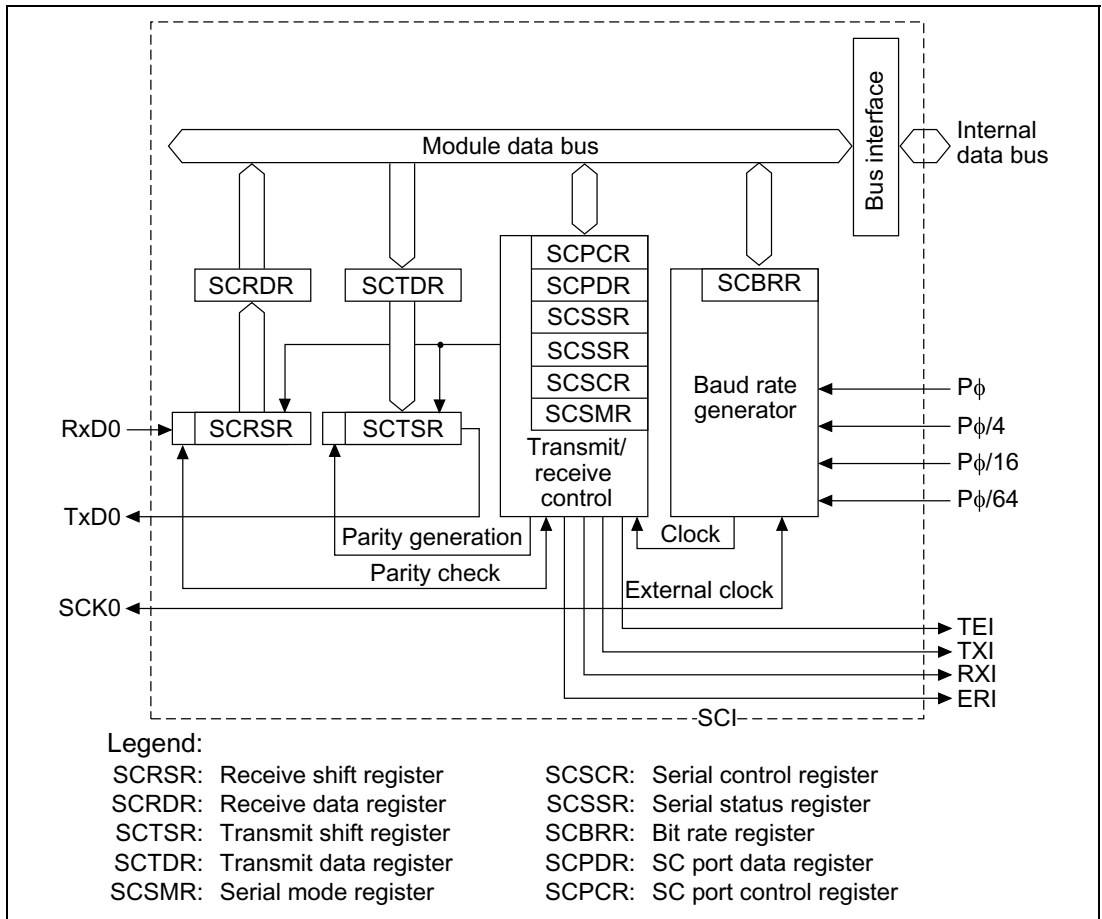 Module data bus
Bus interface
Internal
data bus
SCRDR
SCTDR
SCPCR
SCPDR
SCSSR
SCSSR
SCSCR
SCSMR
Transmit/
receive
control
SCBRR
Baud rate
generator
Pϕ
Pϕ/4
Pϕ/16
Pϕ/64
RxD0
SCRSR
SCTSR
TxD0
Parity generation
Clock
Parity check
External clock
SCK0
TEI
TXI
RXI
ERI
SCI
Legend:
SCRSR: Receive shift register
SCRDR: Receive data register
SCTSR: Transmit shift register
SCTDR: Transmit data register
SCSMR: Serial mode register
SCSCR: Serial control register
SCSSR: Serial status register
SCBRR: Bit rate register
SCPDR: SC port data register
SCPCR: SC port control register